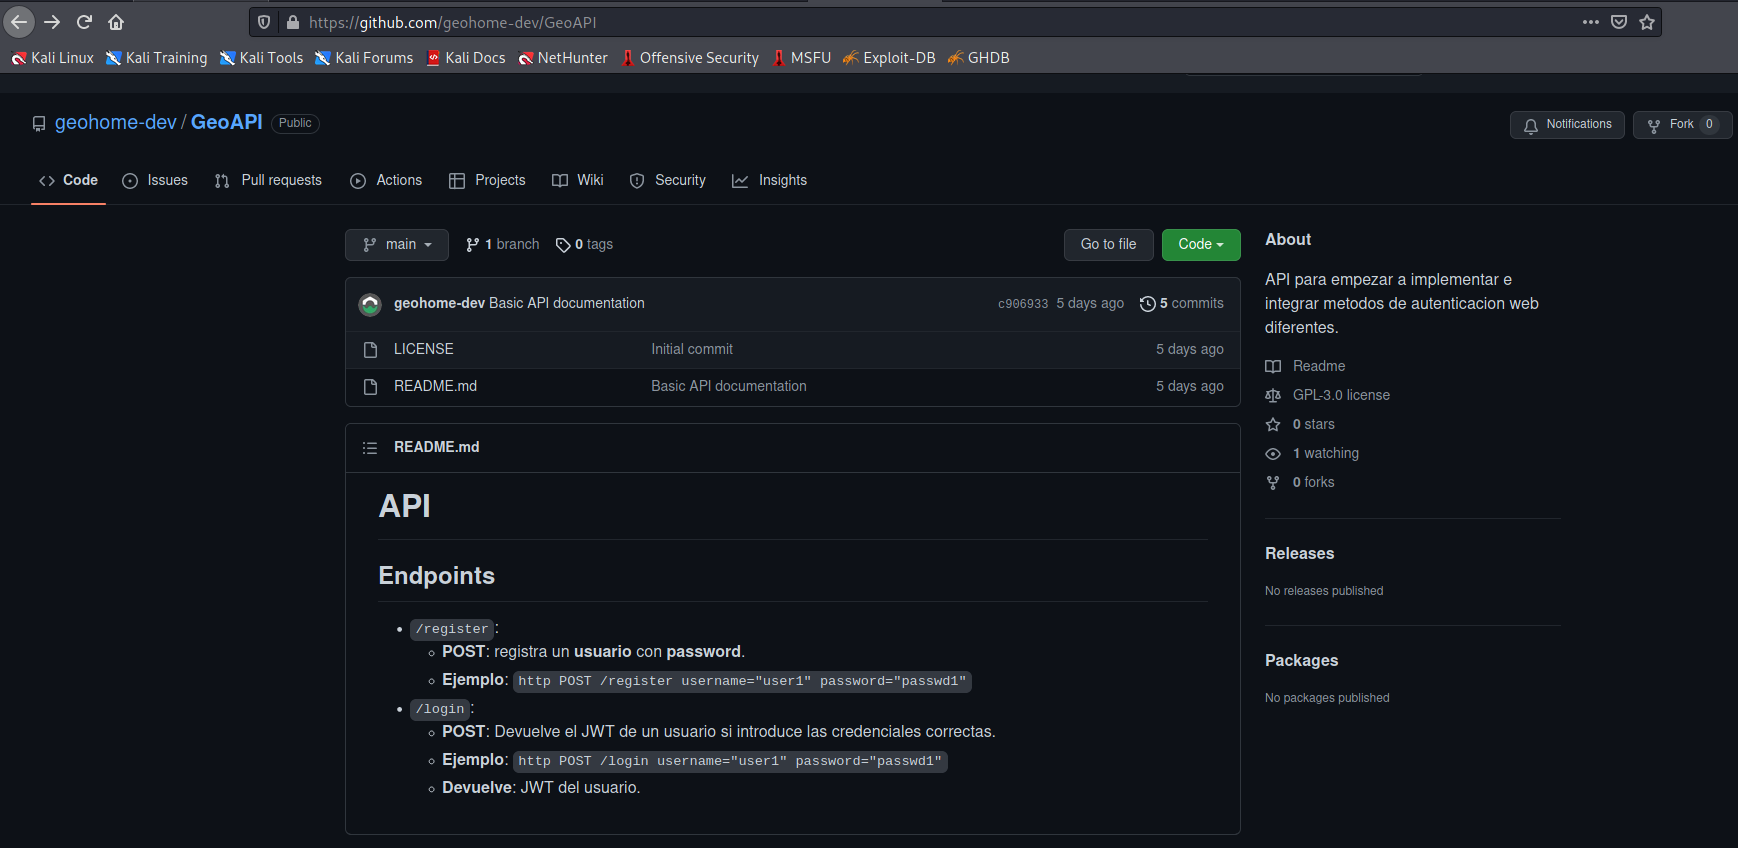 https://github.com/geohome-dev/GeoAPI
Kali Linux Kali Training Kali Tools Kali Forums Kali Docs NetHunter Offensive Security MSFU Exploit-DB GHDB
geohome-dev / GeoAPI Public
Notifications Fork 0
Code Issues Pull requests Actions Projects Wiki Security Insights
main 1 branch 0 tags Go to file Code
geohome-dev Basic API documentation c906933 5 days ago 5 commits
LICENSE Initial commit 5 days ago
README.md Basic API documentation 5 days ago
README.md
API
Endpoints
• /register:
◦ POST: registra un usuario con password.
◦ Ejemplo: http POST /register username="user1" password="passwd1"
• /login:
◦ POST: Devuelve el JWT de un usuario si introduce las credenciales correctas.
◦ Ejemplo: http POST /login username="user1" password="passwd1"
◦ Devuelve: JWT del usuario.
About
API para empezar a implementar e
integrar metodos de autenticacion web
diferentes.
Readme
GPL-3.0 license
0 stars
1 watching
0 forks
Releases
No releases published
Packages
No packages published